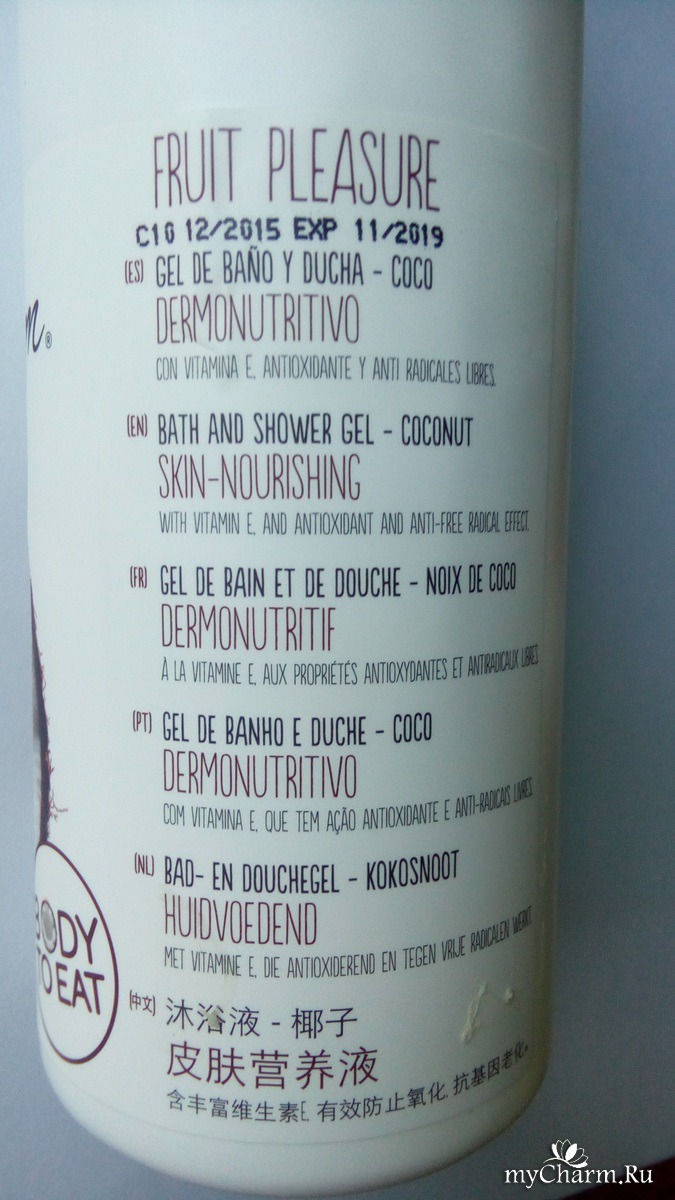 FRUIT PLEASURE
C10 12/2015 EXP 11/2019
(ES) GEL DE BAÑO Y DUCHA - COCO
DERMONUTRITIVO
CON VITAMINA E, ANTIOXIDANTE Y ANTI RADICALES LIBRES.
(EN) BATH AND SHOWER GEL - COCONUT
SKIN-NOURISHING
WITH VITAMIN E, AND ANTIOXIDANT AND ANTI-FREE RADICAL EFFECT.
(FR) GEL DE BAIN ET DE DOUCHE - NOIX DE COCO
DERMONUTRITIF
À LA VITAMINE E, AUX PROPRIÉTÉS ANTIOXYDANTES ET ANTIRADICAUX LIBRES.
(PT) GEL DE BANHO E DUCHE - COCO
DERMONUTRITIVO
COM VITAMINA E, QUE TEM AÇÃO ANTIOXIDANTE E ANTI-RADICAIS LIVRES.
(NL) BAD- EN DOUCHEGEL - KOKOSNOOT
HUIDVOEDEND
MET VITAMINE E, DIE ANTIOXIDEREND EN TEGEN VRIJE RADICALEN WERKT.
(中文) 沐浴液 - 椰子
皮肤营养液
含丰富维生素E, 有效防止氧化, 抗基因老化。
m®
BODY
TO EAT
myCharm.Ru